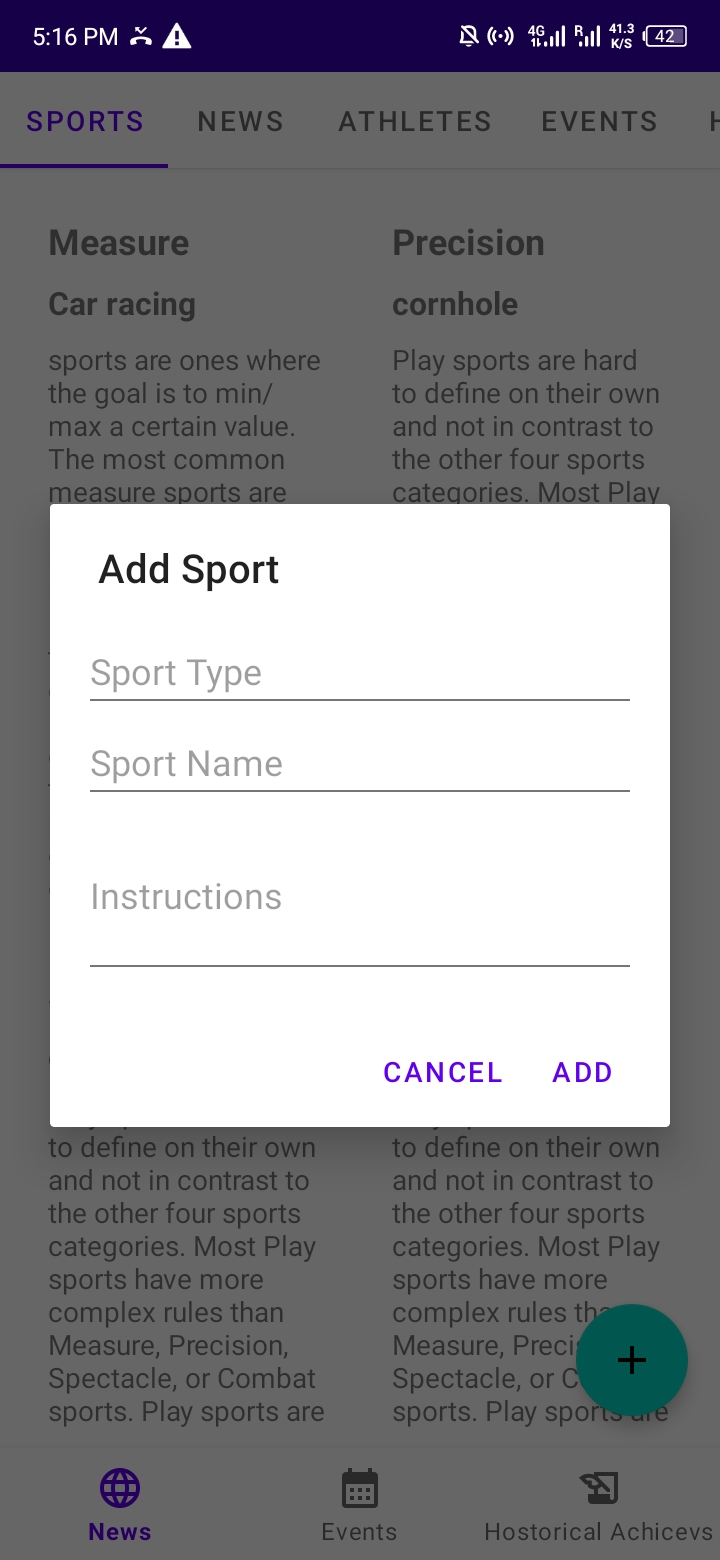 5:16 PM
4G
R
41.3
K/S
42
SPORTS NEWS ATHLETES EVENTS
Measure
Car racing
sports are ones where
the goal is to min/
max a certain value.
The most common
measure sports are
Precision
cornhole
Play sports are hard
to define on their own
and not in contrast to
the other four sports
categories. Most Play
Add Sport
Sport Type
Sport Name
Instructions
CANCEL ADD
to define on their own
and not in contrast to
the other four sports
categories. Most Play
sports have more
complex rules than
Measure, Precision,
Spectacle, or Combat
sports. Play sports are
to define on their own
and not in contrast to
the other four sports
categories. Most Play
sports have more
complex rules
Measure,
Spectacle, or
sports. Play sports are
News
Events
Hostorical Achicevs